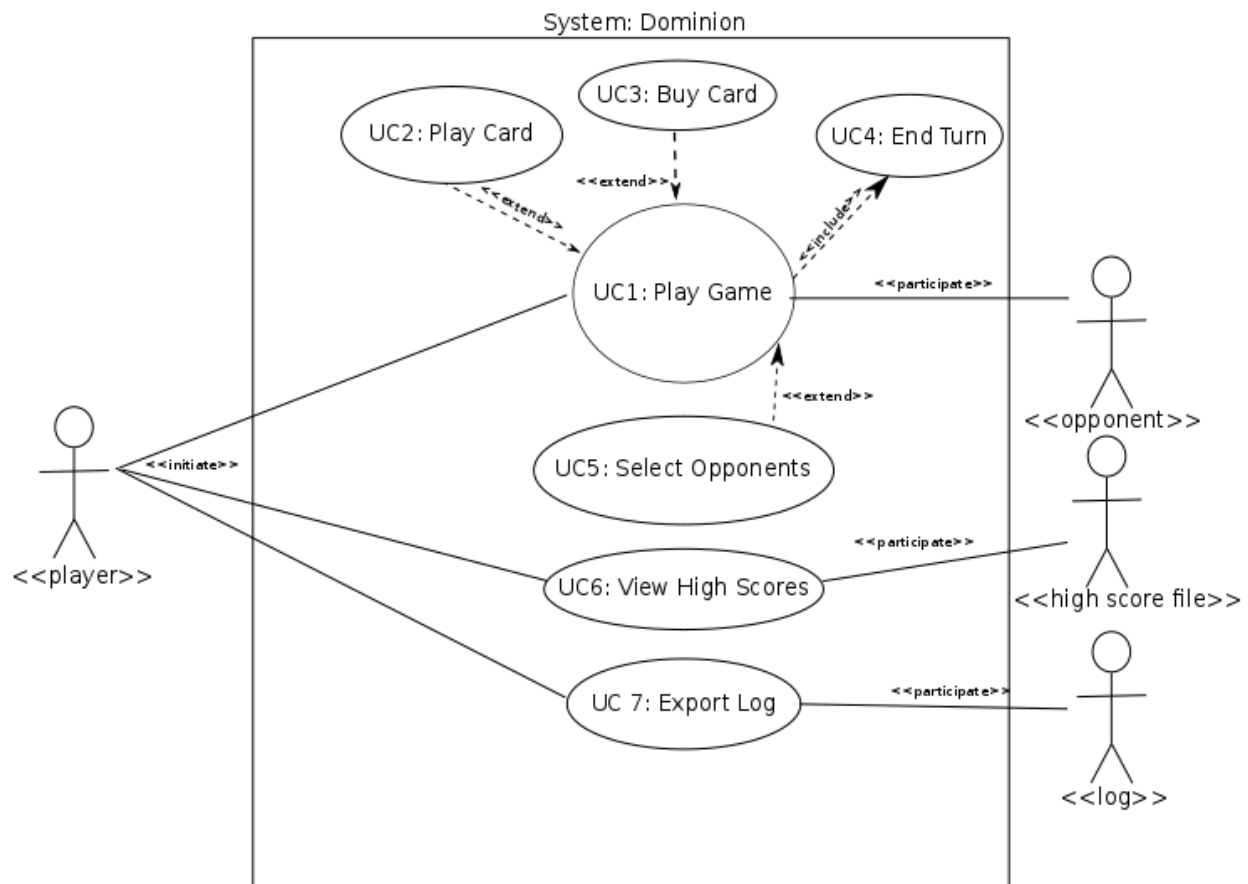 System: Dominion
UC3: Buy Card
UC2: Play Card
UC4: End Turn
<<extend>>
<<extend>>
<<include>>
UC1: Play Game
<<participate>>
<<extend>>
<<opponent>>
<<initiate>>
UC5: Select Opponents
<<participate>>
<<player>>
UC6: View High Scores
<<high score file>>
<<participate>>
UC 7: Export Log
<<log>>